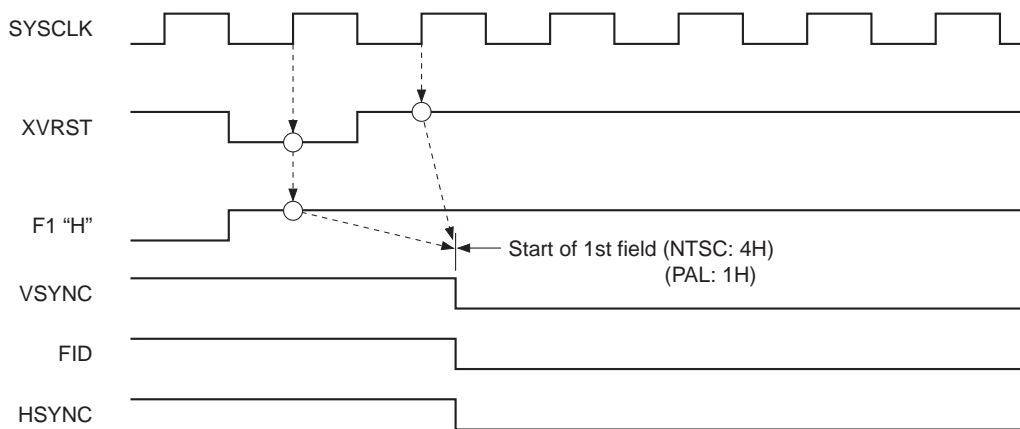 SYSCLK
XVRST
F1 “H”
Start of 1st field (NTSC: 4H)
(PAL: 1H)
VSYNC
FID
HSYNC